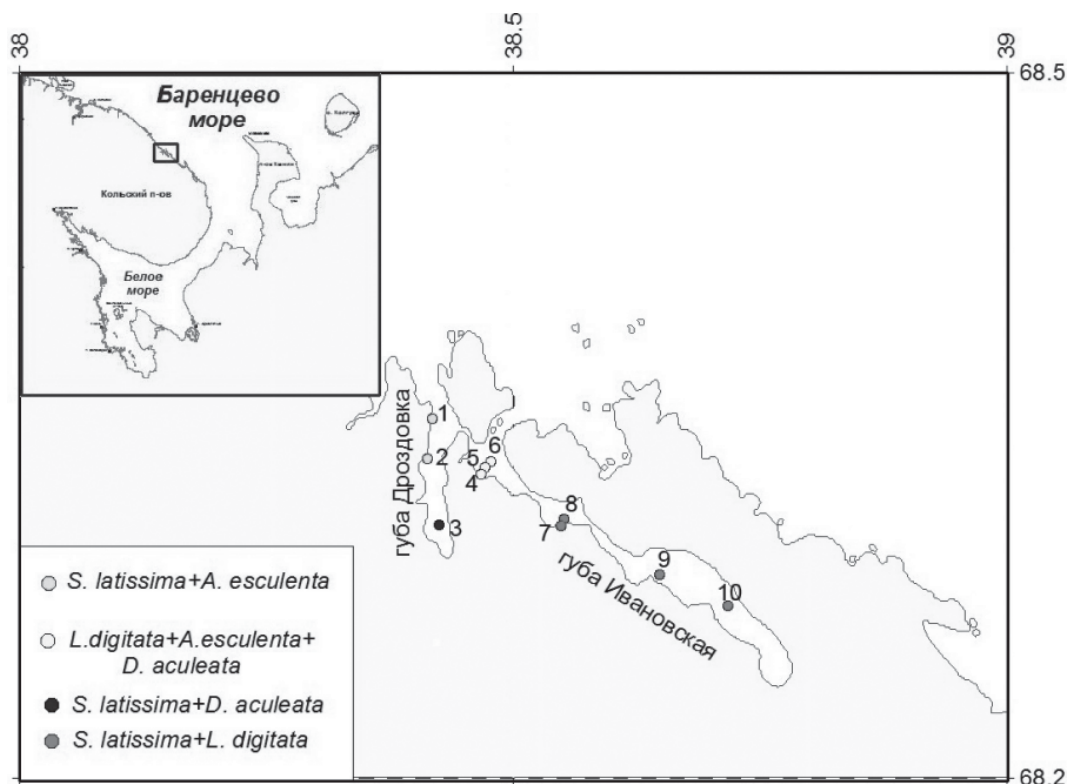 38
38.5
39
68.5
Баренцево
море
Кольский п-ов
Белое
море
губа Дроздовка
1
2
3
4
5
6
7
8
9
10
губа Ивановская
S. latissima+A. esculenta
L.digitata+A.esculenta+
D. aculeata
S. latissima+D. aculeata
S. latissima+L. digitata
68.2